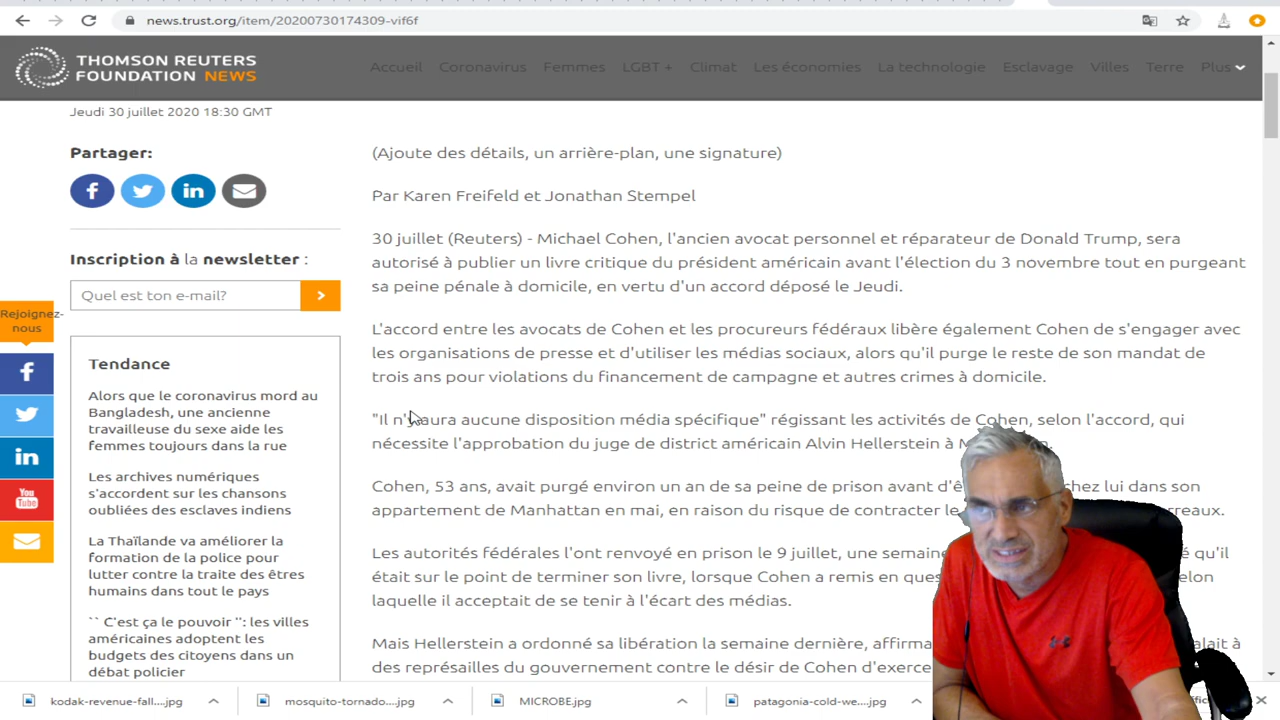 news.trust.org/item/20200730174309-vif6f
THOMSON REUTERS
FOUNDATION NEWS
Accueil Coronavirus Femmes LGBT + Climat Les économies La technologie Esclavage Villes Terre Plus
Jeudi 30 juillet 2020 18:30 GMT
Partager:
Inscription à la newsletter :
Quel est ton e-mail?
Rejoignez-
nous
Tendance
Alors que le coronavirus mord au
Bangladesh, une ancienne
travailleuse du sexe aide les
femmes toujours dans la rue
Les archives numériques
s'accordent sur les chansons
oubliées des esclaves indiens
La Thaïlande va améliorer la
formation de la police pour
lutter contre la traite des êtres
humains dans tout le pays
`` C'est ça le pouvoir '': les villes
américaines adoptent les
budgets des citoyens dans un
débat policier
(Ajoute des détails, un arrière-plan, une signature)
Par Karen Freifeld et Jonathan Stempel
30 juillet (Reuters) - Michael Cohen, l'ancien avocat personnel et réparateur de Donald Trump, sera
autorisé à publier un livre critique du président américain avant l'élection du 3 novembre tout en purgeant
sa peine pénale à domicile, en vertu d'un accord déposé le Jeudi.
L'accord entre les avocats de Cohen et les procureurs fédéraux libère également Cohen de s'engager avec
les organisations de presse et d'utiliser les médias sociaux, alors qu'il purge le reste de son mandat de
trois ans pour violations du financement de campagne et autres crimes à domicile.
"Il n'y aura aucune disposition média spécifique" régissant les activités de Cohen, selon l'accord, qui
nécessite l'approbation du juge de district américain Alvin Hellerstein à
Cohen, 53 ans, avait purgé environ un an de sa peine de prison avant chez lui dans son
appartement de Manhattan en mai, en raison du risque de contracter le
Les autorités fédérales l'ont renvoyé en prison le 9 juillet, une qu'il
était sur le point de terminer son livre, lorsque Cohen a remis en selon
laquelle il acceptait de se tenir à l'écart des médias.
Mais Hellerstein a ordonné sa libération la semaine dernière, à
des représailles du gouvernement contre le désir de Cohen
kodak-revenue-fall....jpg mosquito-tornado....jpg MICROBE.jpg patagonia-cold-we....jpg